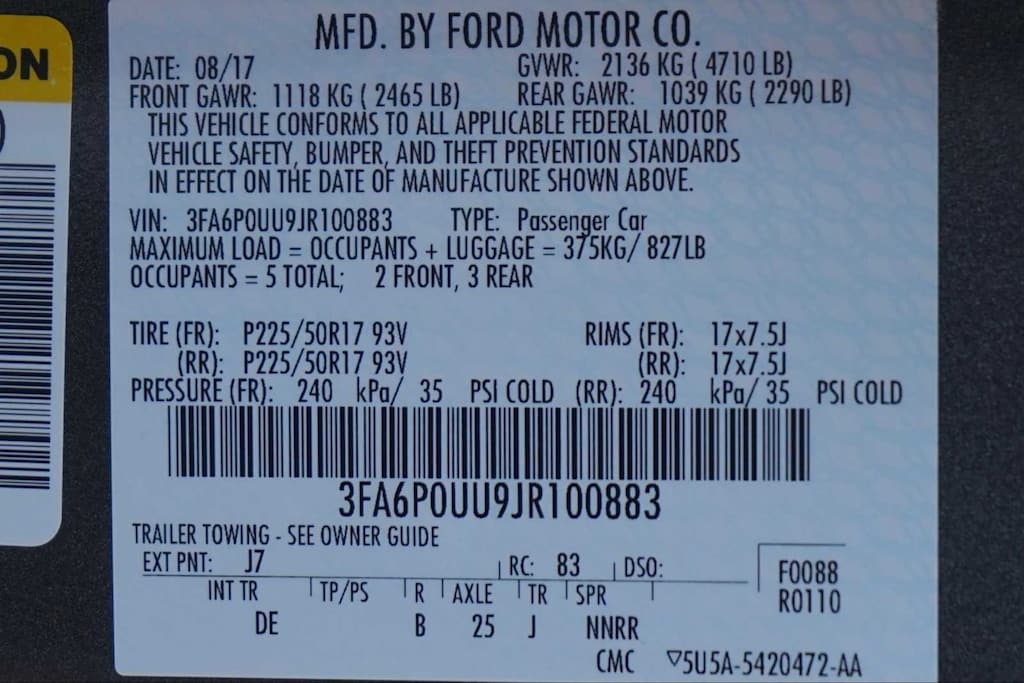 ON
)
MFD. BY FORD MOTOR CO.
DATE: 08/17 GVWR: 2136 KG ( 4710 LB)
FRONT GAWR: 1118 KG ( 2465 LB) REAR GAWR: 1039 KG ( 2290 LB)
THIS VEHICLE CONFORMS TO ALL APPLICABLE FEDERAL MOTOR
VEHICLE SAFETY, BUMPER, AND THEFT PREVENTION STANDARDS
IN EFFECT ON THE DATE OF MANUFACTURE SHOWN ABOVE.
VIN: 3FA6P0UU9JR100883 TYPE: Passenger Car
MAXIMUM LOAD = OCCUPANTS + LUGGAGE = 375KG/ 827LB
OCCUPANTS = 5 TOTAL; 2 FRONT, 3 REAR
TIRE (FR): P225/50R17 93V RIMS (FR): 17x7.5J
(RR): P225/50R17 93V (RR): 17x7.5J
PRESSURE (FR): 240 kPa/ 35 PSI COLD (RR): 240 kPa/ 35 PSI COLD
3FA6P0UU9JR100883
TRAILER TOWING - SEE OWNER GUIDE
EXT PNT: J7 RC: 83 DSO: F0088
INT TR TP/PS R AXLE TR SPR R0110
DE B 25 J NNRR
CMC ▽5U5A-5420472-AA